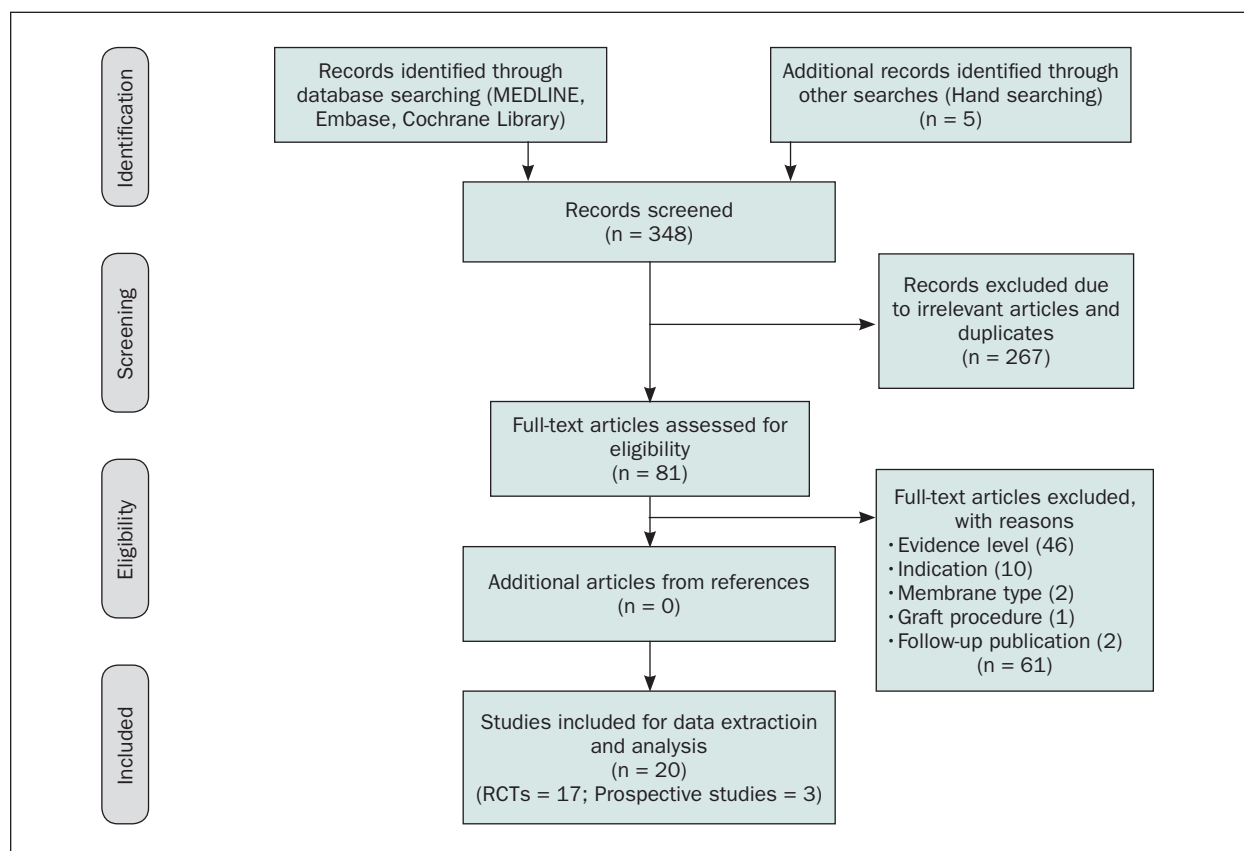 Identification
Records identified through
database searching (MEDLINE,
Embase, Cochrane Library)
Additional records identified through
other searches (Hand searching)
(n = 5)
Records screened
(n = 348)
Screening
Records excluded due
to irrelevant articles and
duplicates
(n = 267)
Full-text articles assessed for
eligibility
(n = 81)
Eligibility
Full-text articles excluded,
with reasons
· Evidence level (46)
· Indication (10)
· Membrane type (2)
· Graft procedure (1)
· Follow-up publication (2)
(n = 61)
Additional articles from references
(n = 0)
Included
Studies included for data extractioin
and analysis
(n = 20)
(RCTs = 17; Prospective studies = 3)